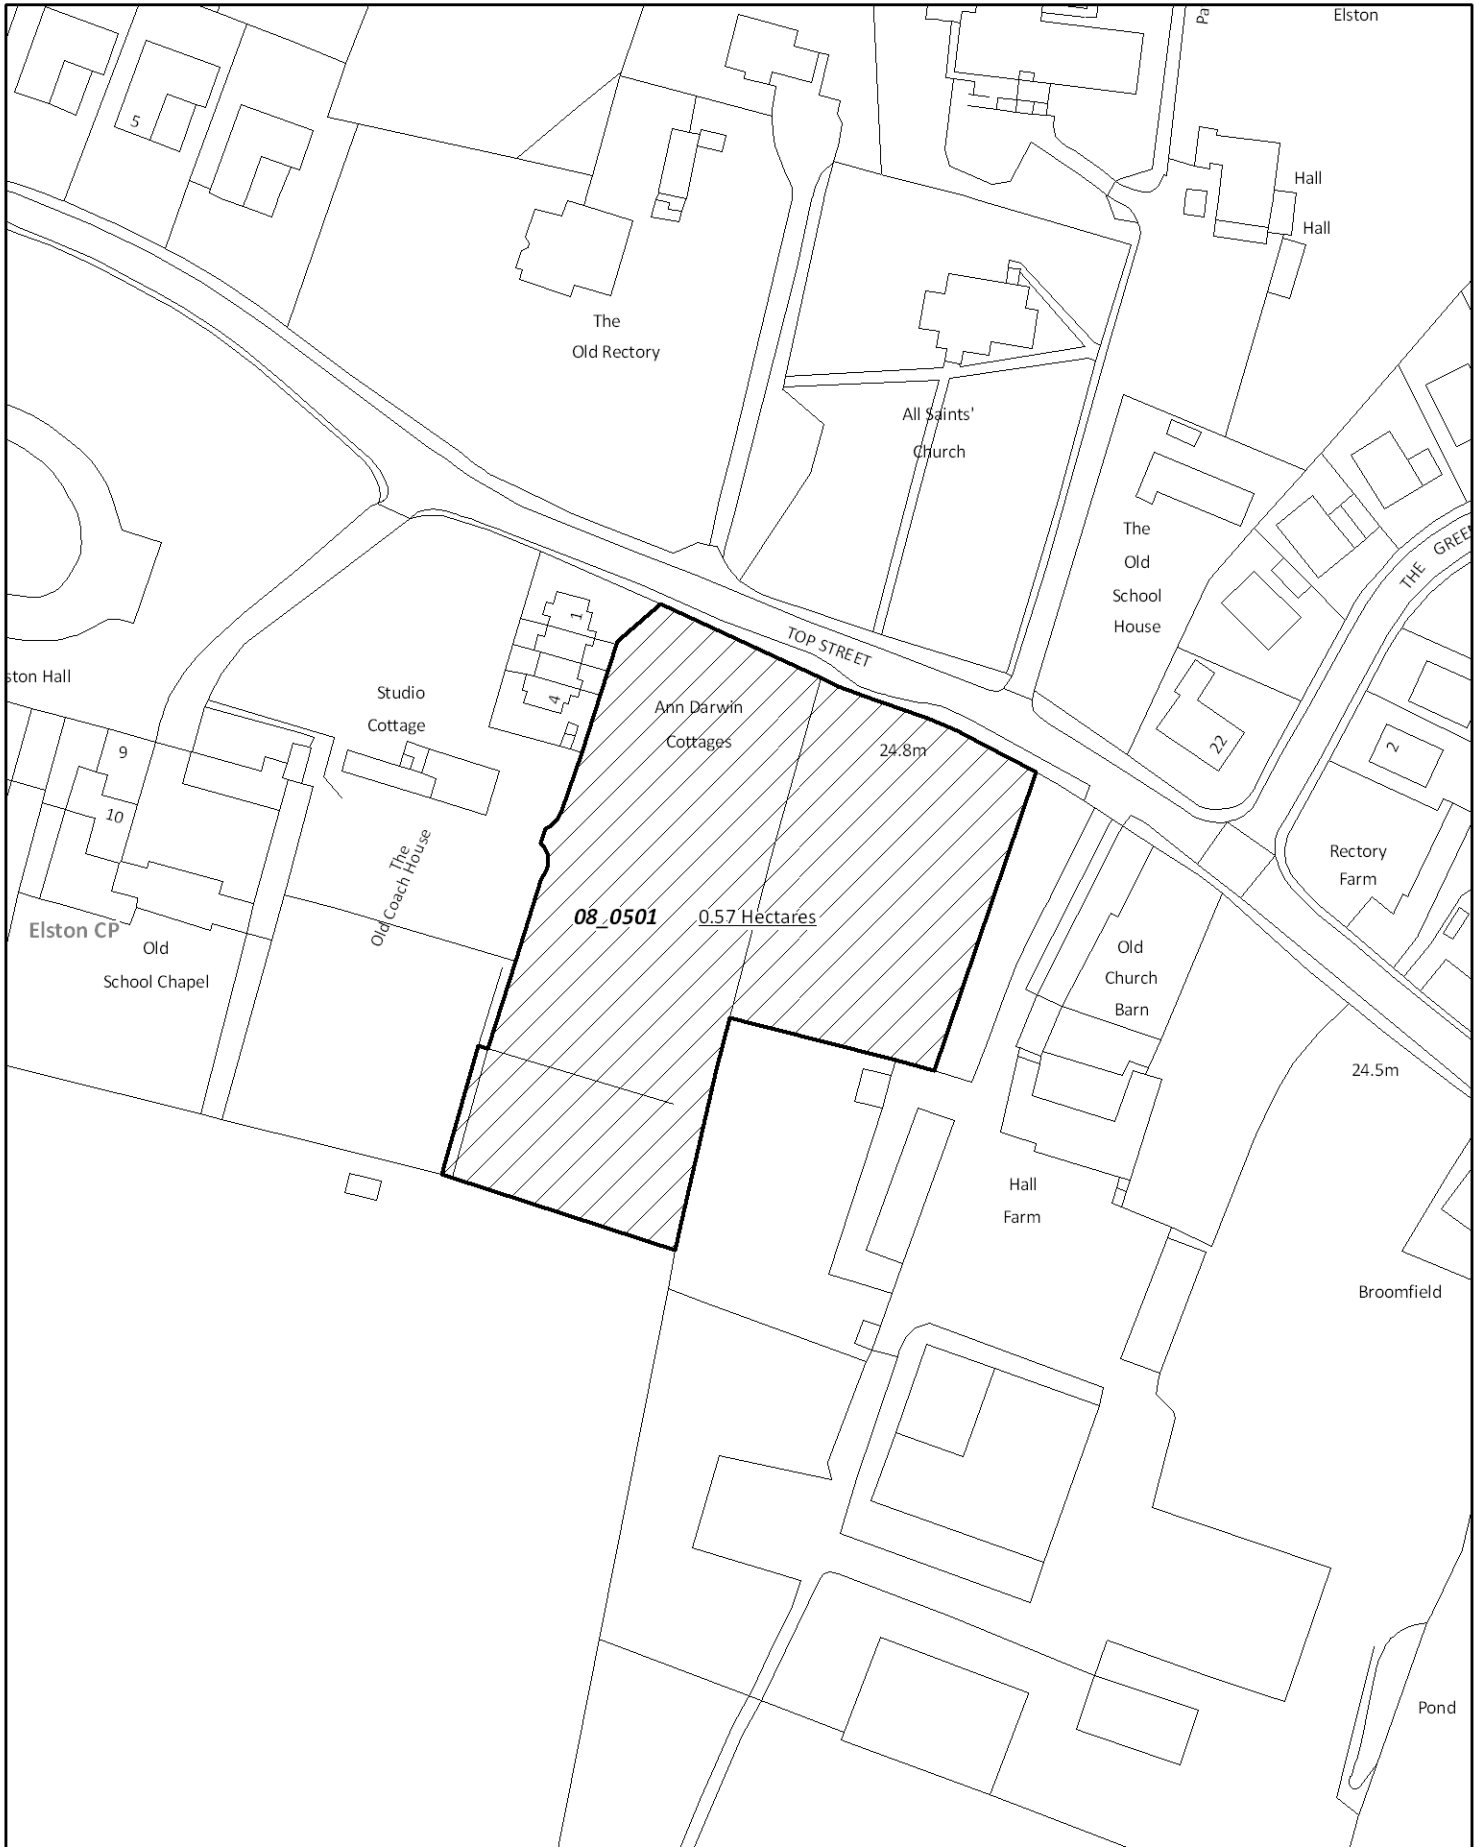 Elston
Pa
5
Hall
Hall
The
Old Rectory
All Saints'
Church
THE GREEN
The
Old
School
House
1
TOP STREET
4
ston Hall
Studio
Cottage
Ann Darwin
Cottages
24.8m
22
2
9
10
The
Old Coach House
Rectory
Farm
08_0501 0.57 Hectares
Elston CP
Old
School Chapel
Old
Church
Barn
24.5m
Hall
Farm
Broomfield
Pond